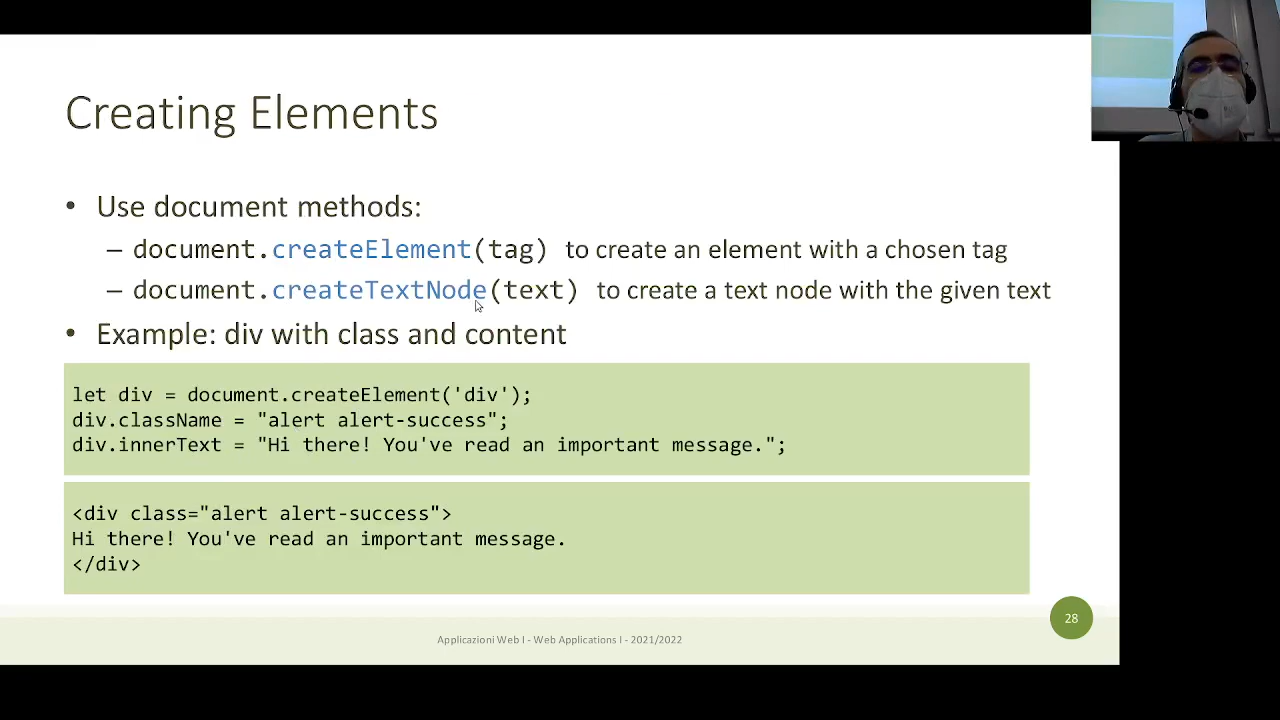 Creating Elements
• Use document methods:
– document.createElement(tag) to create an element with a chosen tag
– document.createTextNode(text) to create a text node with the given text
• Example: div with class and content
let div = document.createElement('div');
div.className = "alert alert-success";
div.innerText = "Hi there! You've read an important message.";
<div class="alert alert-success">
Hi there! You've read an important message.
</div>
28
Applicazioni Web I - Web Applications I - 2021/2022